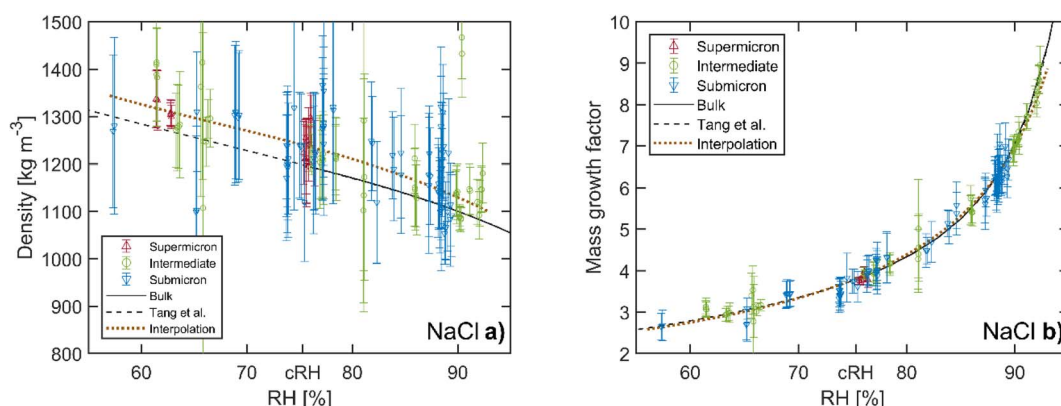 1500
1400
1300
1200
1100
1000
900
800
Density [kg m⁻³]
Supermicron
Intermediate
Submicron
Bulk
Tang et al.
Interpolation
NaCl a)
60
70
cRH
80
90
RH [%]
10
9
8
7
6
5
4
3
2
Mass growth factor
Supermicron
Intermediate
Submicron
Bulk
Tang et al.
Interpolation
NaCl b)
60
70
cRH
80
90
RH [%]